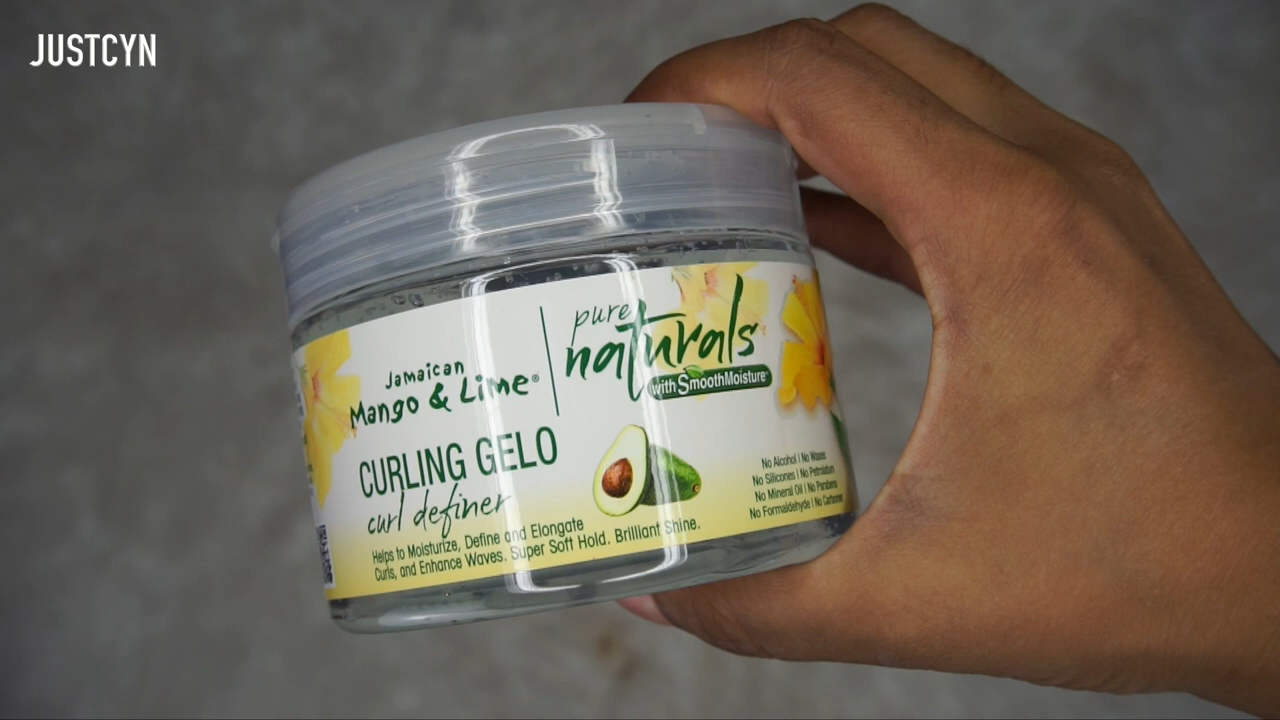 JUSTCYN
Jamaican
Mango & Lime®
pure
naturals
with SmoothMoisture
CURLING GELO
curl definer
Helps to Moisturize, Define and Elongate
Curls, and Enhance Waves. Super Soft Hold. Brilliant Shine.
No Alcohol | No Waxes
No Silicones | No Petrolatum
No Mineral Oil | No Parabens
No Formaldehyde | No Carbomer